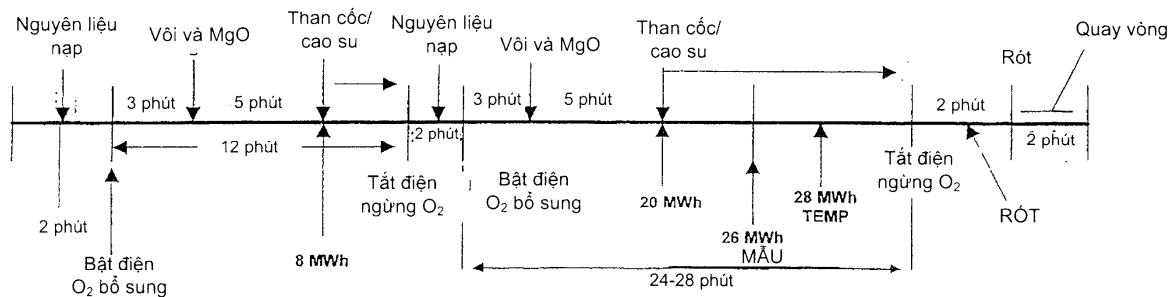 Nguyên liệu
nạp
Vôi và MgO
Than cốc/
cao su
Nguyên liệu
nạp
Vôi và MgO
Than cốc/
cao su
Quay vòng
Rót
3 phút
5 phút
2 phút
3 phút
5 phút
2 phút
2 phút
12 phút
2 phút
Bật điện
O₂ bổ sung
8 MWh
Tắt điện
ngừng O₂
Bật điện
O₂ bổ sung
20 MWh
26 MWh
MẪU
28 MWh
TEMP
Tắt điện
ngừng O₂
RÓT
24-28 phút